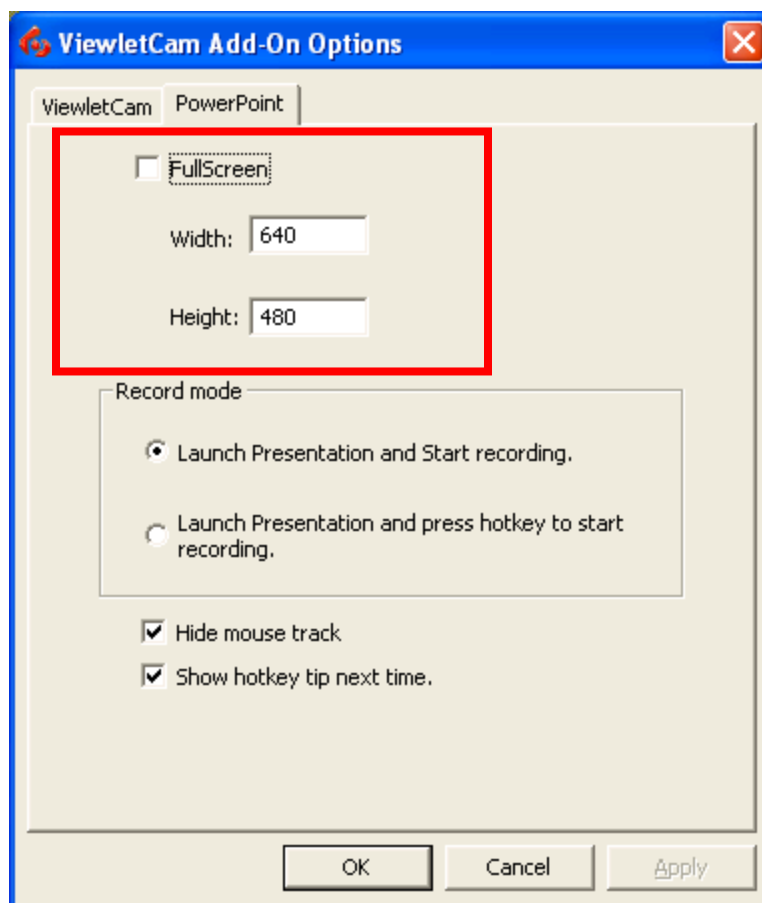 ViewletCam Add-On Options
ViewletCam PowerPoint
FullScreen
Width: 640
Height: 480
Record mode
Launch Presentation and Start recording.
Launch Presentation and press hotkey to start
recording.
Hide mouse track
Show hotkey tip next time.
OK Cancel Apply